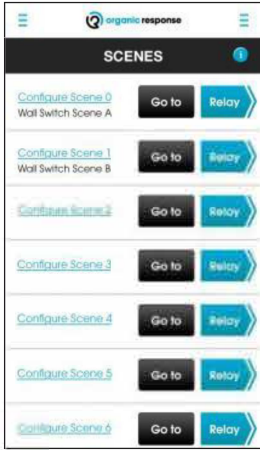 organic response
SCENES i
Configure Scene 0 Go to Relay
Wall Switch Scene A
Configure Scene 1 Go to Relay
Wall Switch Scene B
Configure Scene 2 Go to Relay
Configure Scene 3 Go to Relay
Configure Scene 4 Go to Relay
Configure Scene 5 Go to Relay
Configure Scene 6 Go to Relay